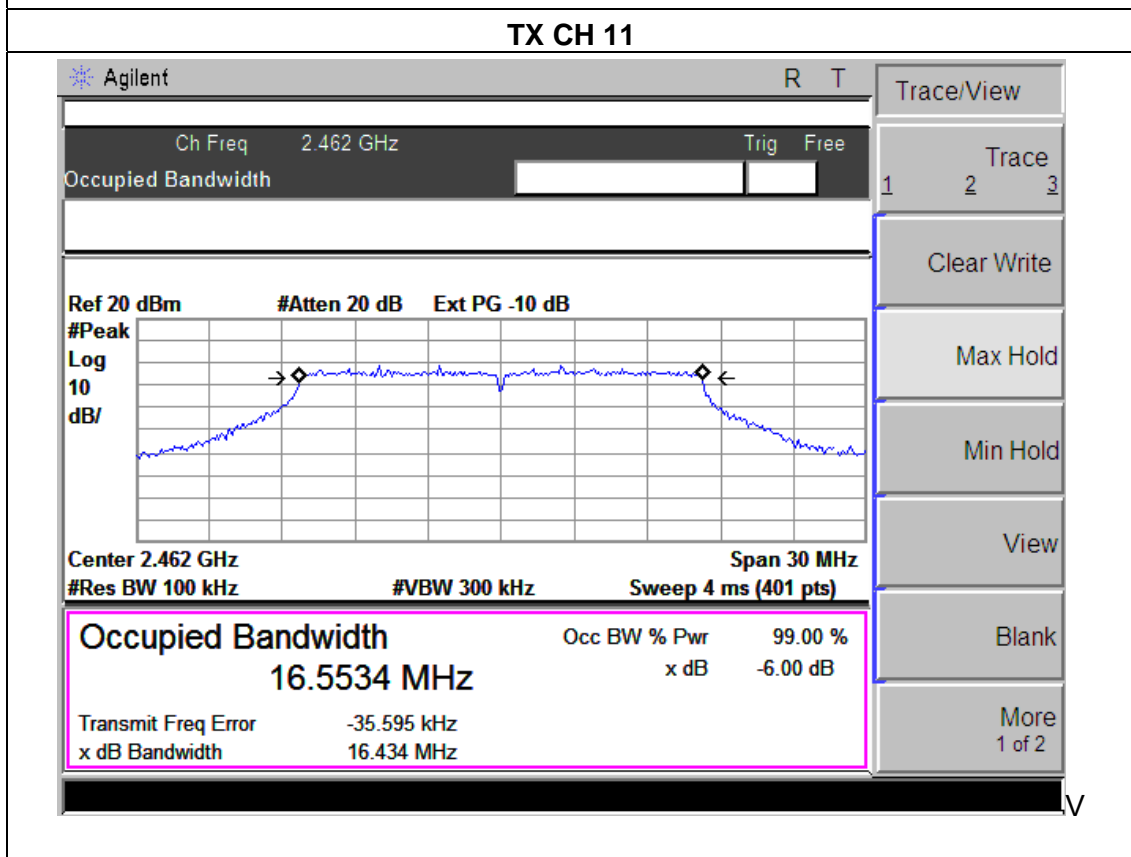 TX CH 11
Agilent R T
Ch Freq 2.462 GHz Trig Free
Occupied Bandwidth
Ref 20 dBm #Atten 20 dB Ext PG -10 dB
#Peak
Log
10
dB/
Center 2.462 GHz Span 30 MHz
#Res BW 100 kHz #VBW 300 kHz Sweep 4 ms (401 pts)
Occupied Bandwidth Occ BW % Pwr 99.00 %
16.5534 MHz x dB -6.00 dB
Transmit Freq Error -35.595 kHz
x dB Bandwidth 16.434 MHz
Trace/View
Trace
1 2 3
Clear Write
Max Hold
Min Hold
View
Blank
More
1 of 2
V